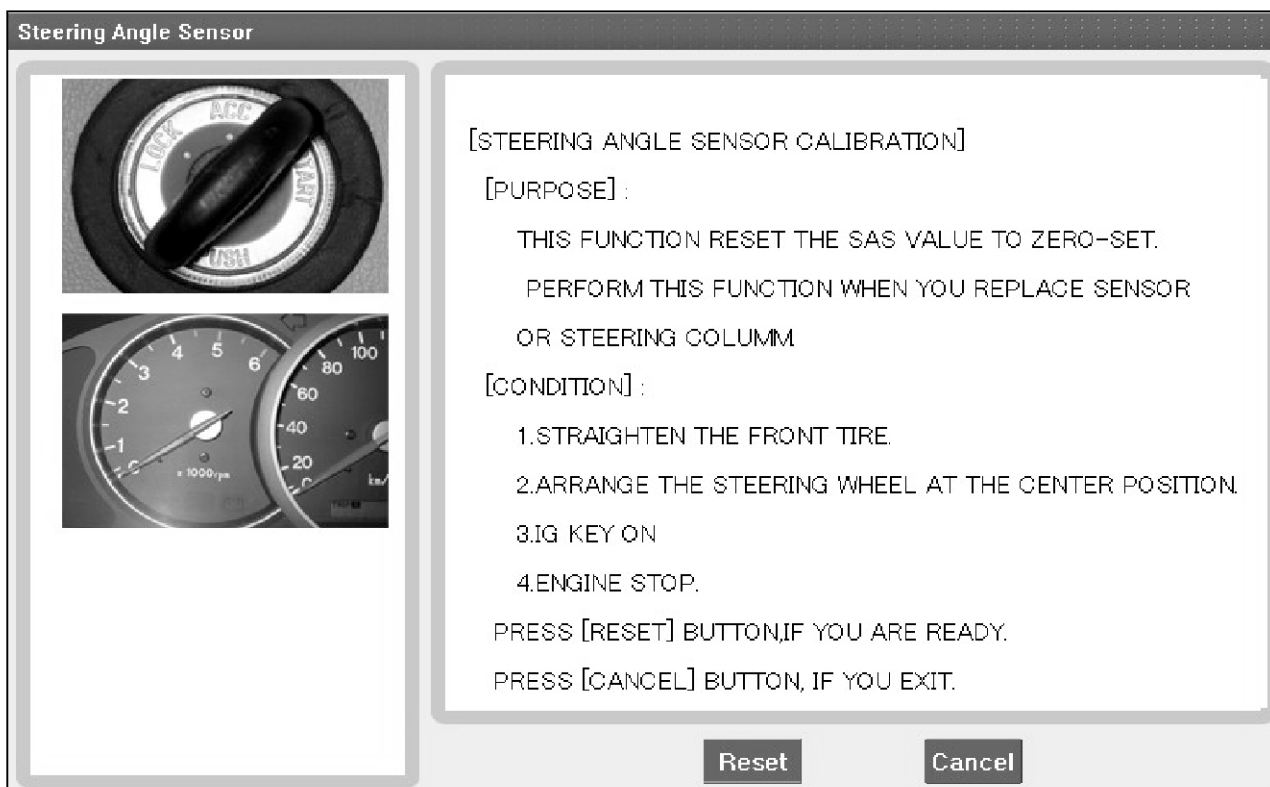 Steering Angle Sensor
LOCK
ACC
START
PUSH
[STEERING ANGLE SENSOR CALIBRATION]
[PURPOSE] :
THIS FUNCTION RESET THE SAS VALUE TO ZERO-SET.
PERFORM THIS FUNCTION WHEN YOU REPLACE SENSOR
OR STEERING COLUMM.
[CONDITION] :
1.STRAIGHTEN THE FRONT TIRE.
2.ARRANGE THE STEERING WHEEL AT THE CENTER POSITION.
3.IG KEY ON
4.ENGINE STOP.
PRESS [RESET] BUTTON,IF YOU ARE READY.
PRESS [CANCEL] BUTTON, IF YOU EXIT.
0 1 2 3 4 5 6
x 1000rpm
0 20 40 60 80 100
km/
Reset
Cancel